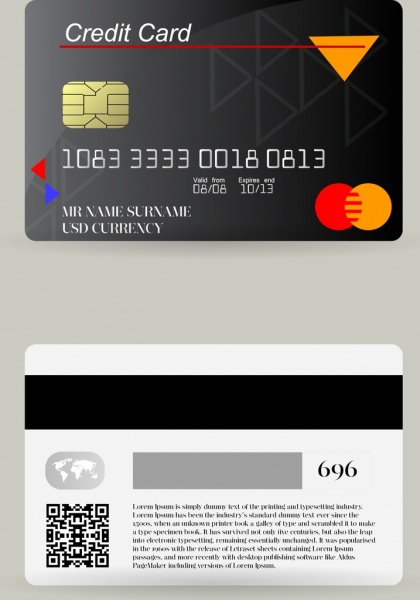 Credit Card
1083 3333 0018 0813
Valid from Expires end
08/08 10/13
MR NAME SURNAME
USD CURRENCY
696
Lorem Ipsum is simply dummy text of the printing and typesetting industry.
Lorem Ipsum has been the industry's standard dummy text ever since the
1500s, when an unknown printer took a galley of type and scrambled it to make
a type specimen book. It has survived not only five centuries, but also the leap
into electronic typesetting, remaining essentially unchanged. It was popularised
in the 1960s with the release of Letraset sheets containing Lorem Ipsum
passages, and more recently with desktop publishing software like Aldus
PageMaker including versions of Lorem Ipsum.